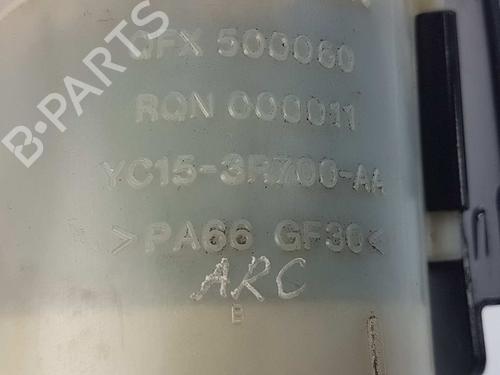 QFX 500060
RQN 000011
YC15-3R700-AA
>PA66 GF30<
ARC
B
B-PARTS